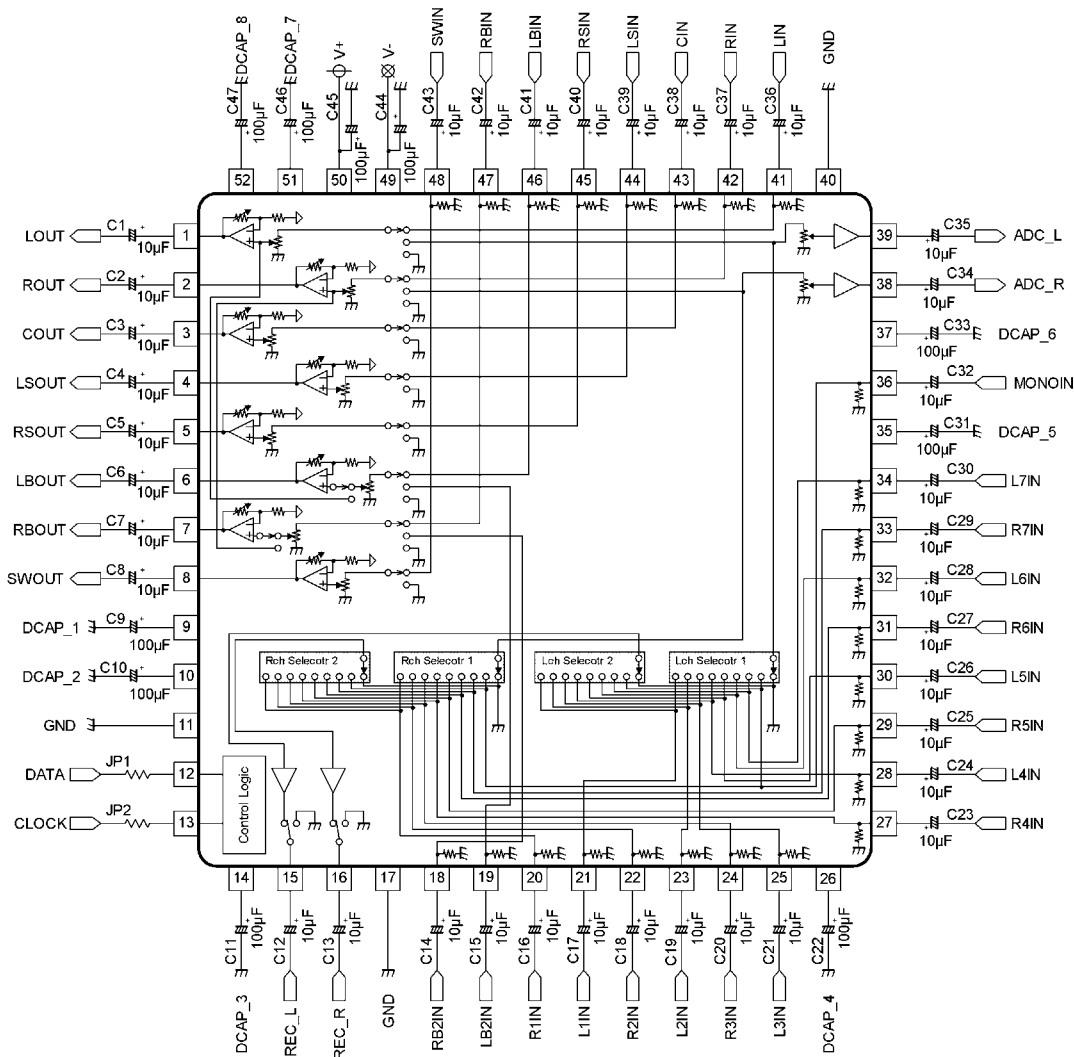 DCAP_8
DCAP_7
V+
V-
SWIN
RBIN
LBIN
RSIN
LSIN
CIN
RIN
LIN
GND
C47
100µF
C46
100µF
C45
100µF
C44
100µF
C43
10µF
C42
10µF
C41
10µF
C40
10µF
C39
10µF
C38
10µF
C37
10µF
C36
10µF
52 51 50 49 48 47 46 45 44 43 42 41 40
LOUT C1 10µF 1
ROUT C2 10µF 2
COUT C3 10µF 3
LSOUT C4 10µF 4
RSOUT C5 10µF 5
LBOUT C6 10µF 6
RBOUT C7 10µF 7
SWOUT C8 10µF 8
DCAP_1 C9 100µF 9
DCAP_2 C10 100µF 10
GND 11
DATA JP1 12
CLOCK JP2 13
39 C35 10µF ADC_L
38 C34 10µF ADC_R
37 C33 100µF DCAP_6
36 C32 10µF MONOIN
35 C31 100µF DCAP_5
34 C30 10µF L7IN
33 C29 10µF R7IN
32 C28 10µF L6IN
31 C27 10µF R6IN
30 C26 10µF L5IN
29 C25 10µF R5IN
28 C24 10µF L4IN
27 C23 10µF R4IN
Rch Selecotr 2
Rch Selecotr 1
Lch Selecotr 2
Lch Selecotr 1
Control Logic
14 15 16 17 18 19 20 21 22 23 24 25 26
C11
100µF
C12
10µF
C13
10µF
C14
10µF
C15
10µF
C16
10µF
C17
10µF
C18
10µF
C19
10µF
C20
10µF
C21
10µF
C22
100µF
DCAP_3
REC_L
REC_R
GND
RB2IN
LB2IN
R1IN
L1IN
R2IN
L2IN
R3IN
L3IN
DCAP_4